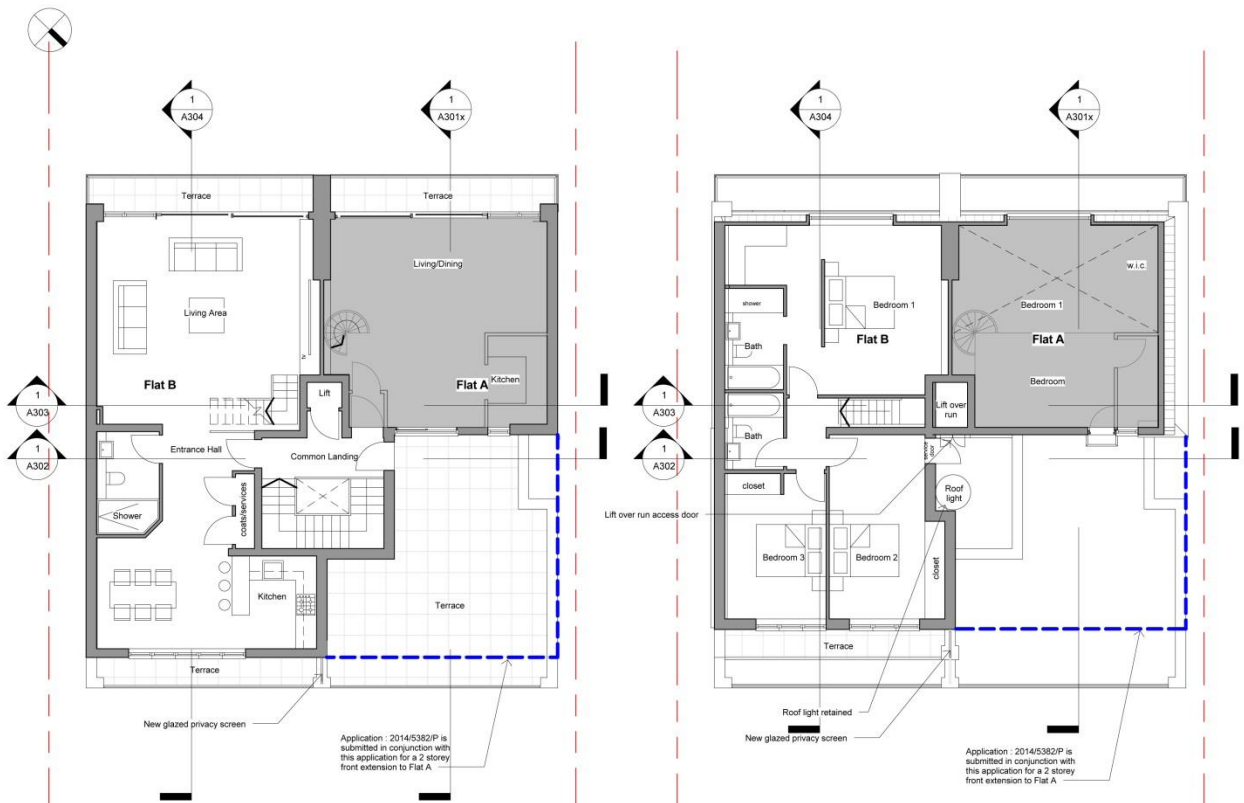 1
A304
1
A301x
Terrace
Terrace
Living/Dining
Living Area
tv
Flat B
Flat A
Kitchen
Lift
1
A303
1
A302
Entrance Hall
Common Landing
coats/services
Shower
Kitchen
Terrace
Terrace
New glazed privacy screen
Application : 2014/5382/P is
submitted in conjunction with
this application for a 2 storey
front extension to Flat A
1
A304
1
A301x
w.i.c.
shower
Bedroom 1
Bedroom 1
Bath
Flat B
Flat A
Bedroom
Lift over
run
1
A303
1
A302
Bath
service
door
closet
Roof
light
Lift over run access door
Bedroom 3
Bedroom 2
closet
Terrace
Roof light retained
New glazed privacy screen
Application : 2014/5382/P is
submitted in conjunction with
this application for a 2 storey
front extension to Flat A